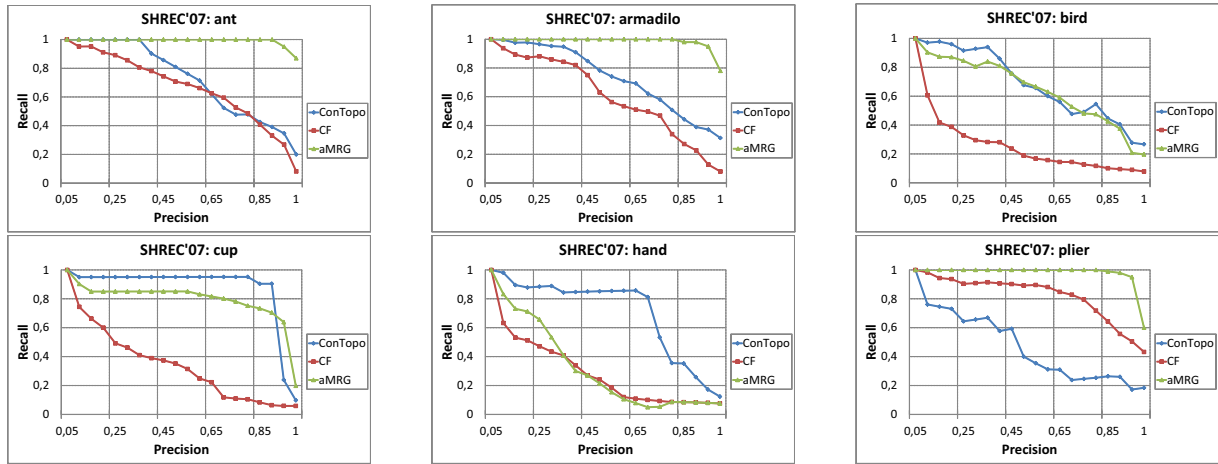 SHREC'07: ant
1
0,8
0,6
0,4
0,2
0
Recall
0,05 0,25 0,45 0,65 0,85 1
Precision
ConTopo
CF
aMRG
SHREC'07: armadilo
1
0,8
0,6
0,4
0,2
0
Recall
0,05 0,25 0,45 0,65 0,85 1
Precision
ConTopo
CF
aMRG
SHREC'07: bird
1
0,8
0,6
0,4
0,2
0
Recall
0,05 0,25 0,45 0,65 0,85 1
Precision
ConTopo
CF
aMRG
SHREC'07: cup
1
0,8
0,6
0,4
0,2
0
Recall
0,05 0,25 0,45 0,65 0,85 1
Precision
ConTopo
CF
aMRG
SHREC'07: hand
1
0,8
0,6
0,4
0,2
0
Recall
0,05 0,25 0,45 0,65 0,85 1
Precision
ConTopo
CF
aMRG
SHREC'07: plier
1
0,8
0,6
0,4
0,2
0
Recall
0,05 0,25 0,45 0,65 0,85 1
Precision
ConTopo
CF
aMRG